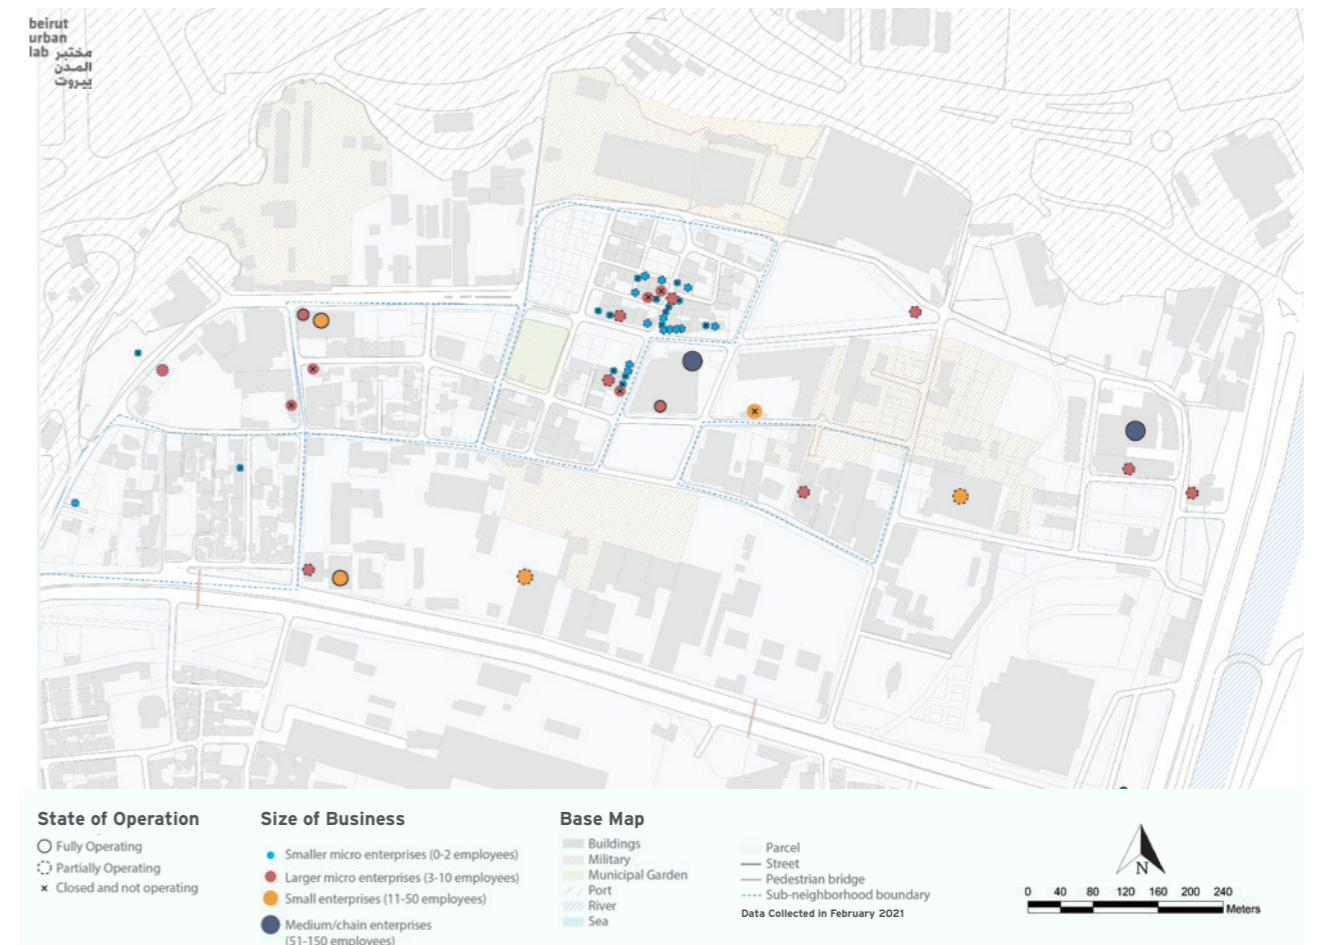 beirut
urban
lab مختبر
المدن
بيروت
State of Operation
Fully Operating
Partially Operating
Closed and not operating
Size of Business
Smaller micro enterprises (0-2 employees)
Larger micro enterprises (3-10 employees)
Small enterprises (11-50 employees)
Medium/chain enterprises
(51-150 employees)
Base Map
Buildings
Military
Municipal Garden
Port
River
Sea
Parcel
Street
Pedestrian bridge
Sub-neighborhood boundary
Data Collected in February 2021
N
0 40 80 120 160 200 240
Meters